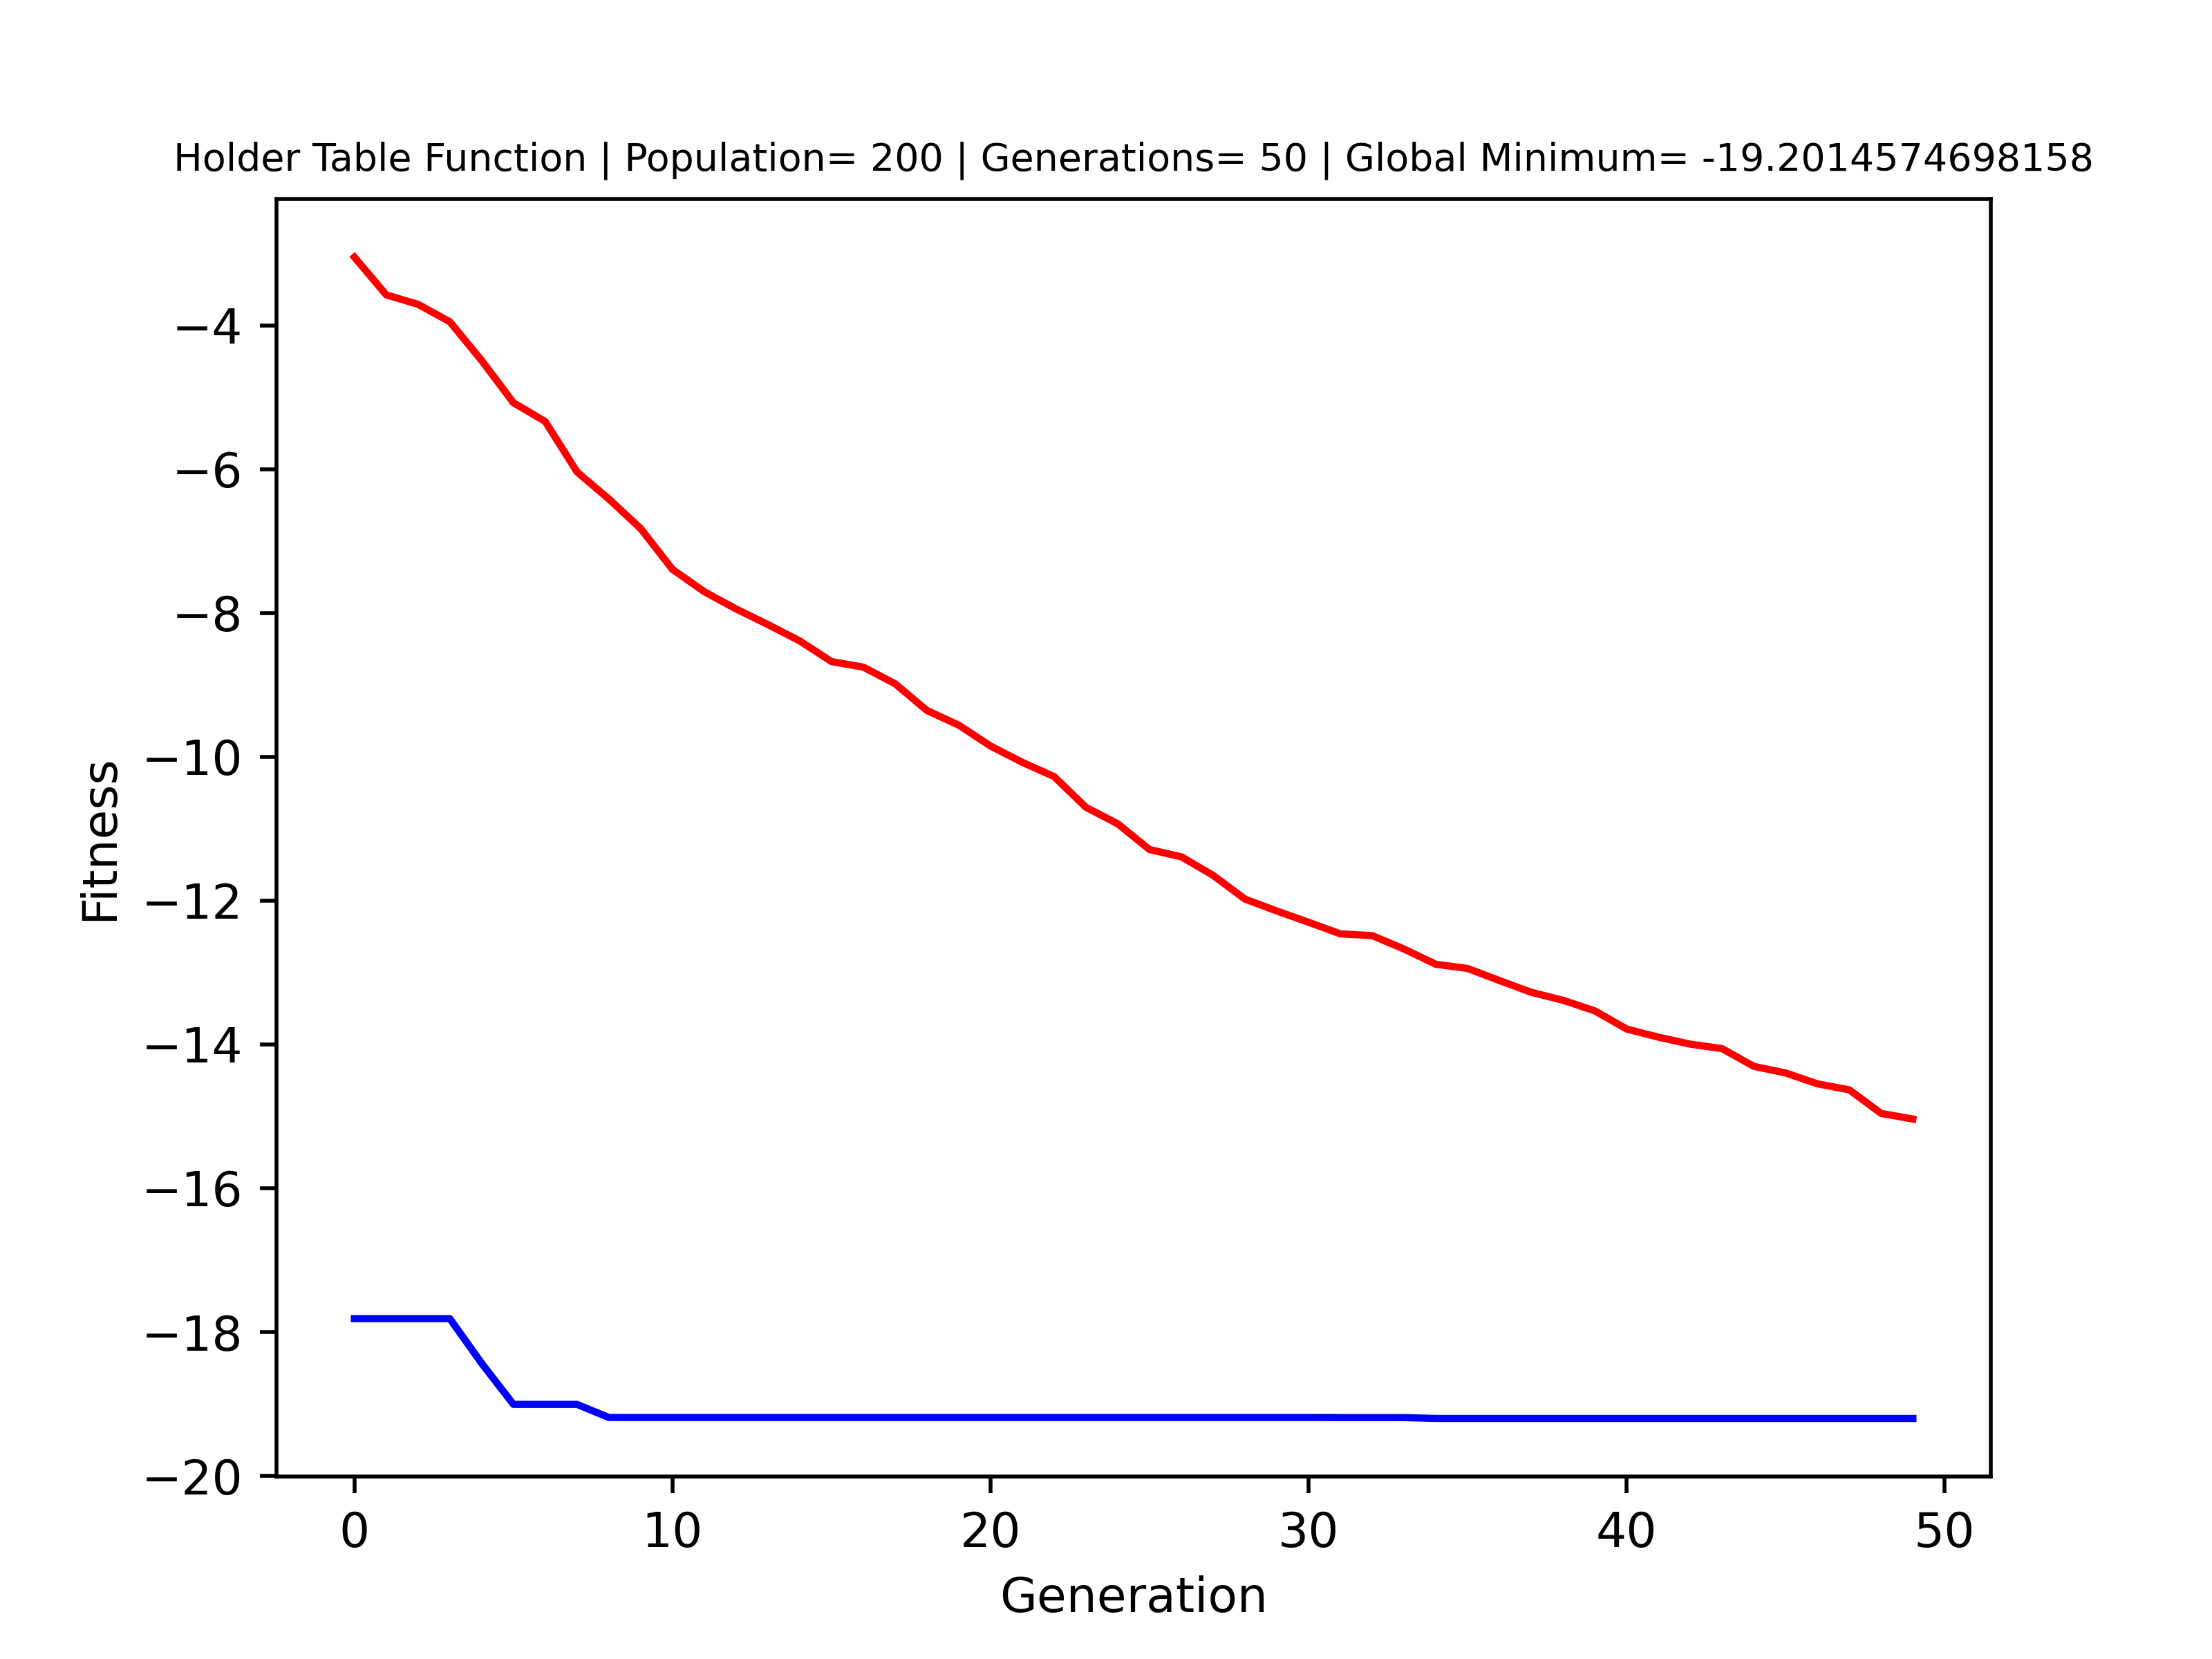 Holder Table Function | Population= 200 | Generations= 50 | Global Minimum= -19.2014574698158
−4
−6
−8
−10
−12
−14
−16
−18
−20
Fitness
0 10 20 30 40 50
Generation